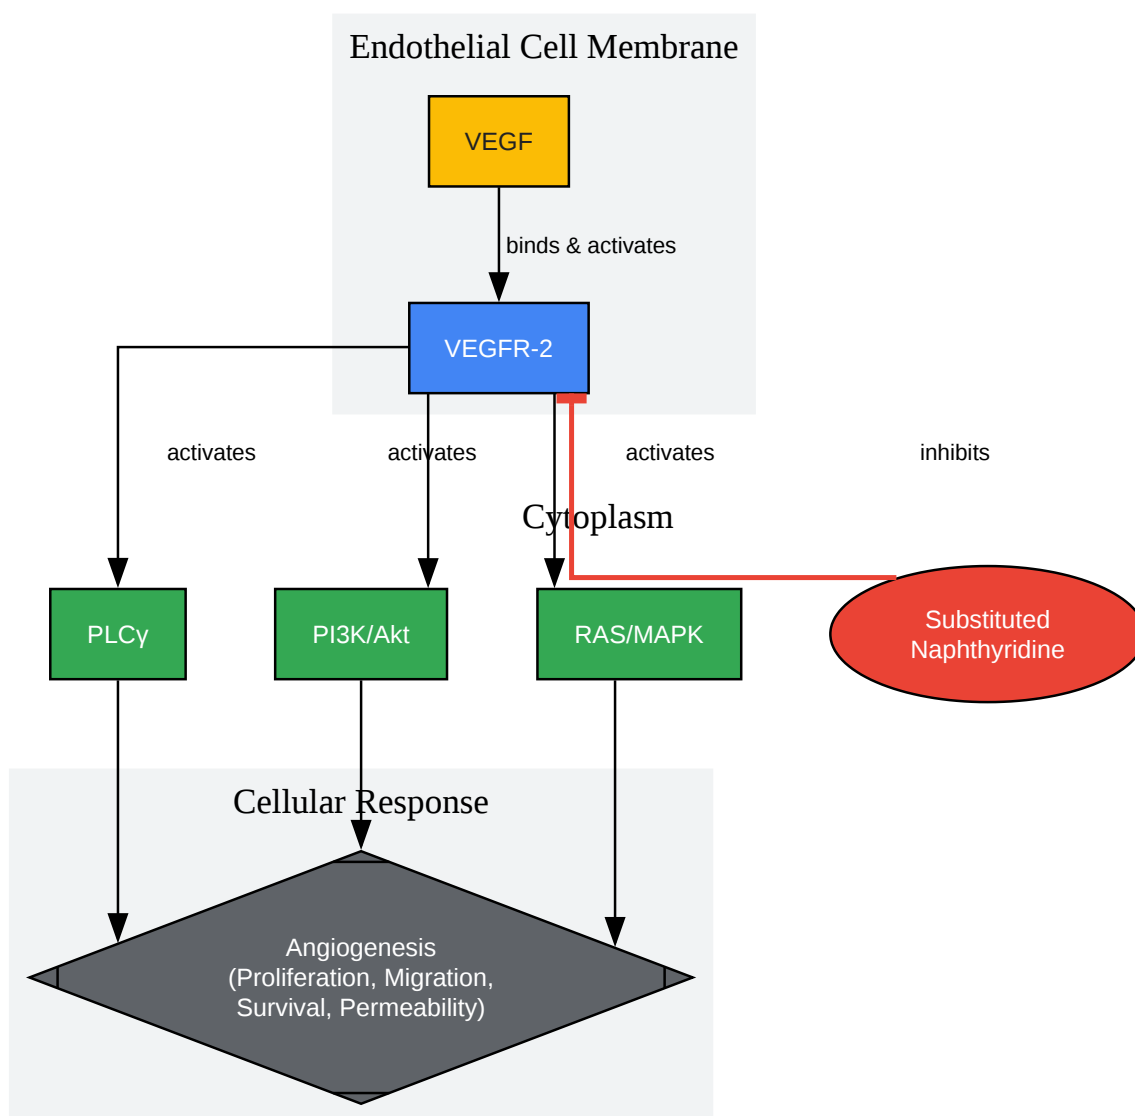 Endothelial Cell Membrane
VEGF
binds & activates
VEGFR-2
activates
activates
activates
inhibits
Cytoplasm
PLCγ
PI3K/Akt
RAS/MAPK
Substituted
Naphthyridine
Cellular Response
Angiogenesis
(Proliferation, Migration,
Survival, Permeability)